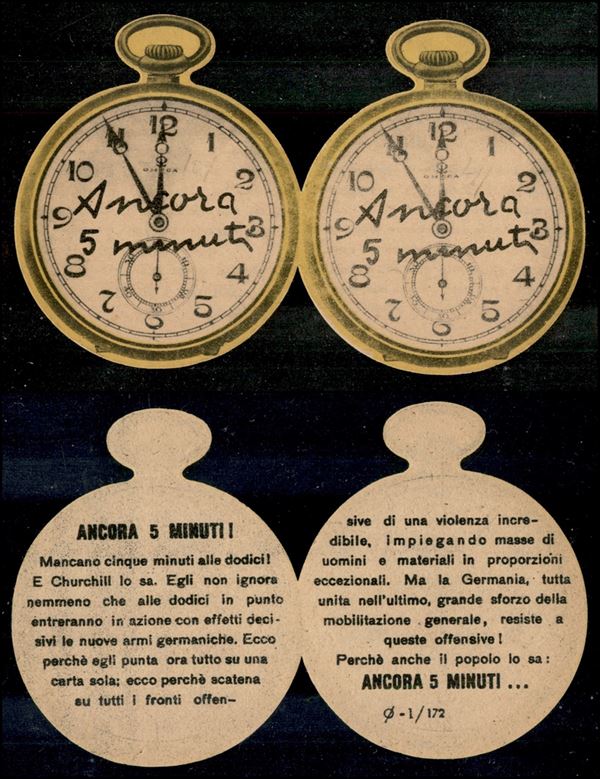 12
11 1
OMEGA
10 2
Ancora
9 3
5 minuti
8 4
7 5
12
11 1
OMEGA
10 2
Ancora
9 3
5 minuti
8 4
7 5
ANCORA 5 MINUTI!
Mancano cinque minuti alle dodici!
E Churchill lo sa. Egli non ignora
nemmeno che alle dodici in punto
entreranno in azione con effetti deci-
sivi le nuove armi germaniche. Ecco
perchè egli punta ora tutto su una
carta sola; ecco perchè scatena
su tutti i fronti offen-
sive di una violenza incre-
dibile, impiegando masse di
uomini e materiali in proporzioni
eccezionali. Ma la Germania, tutta
unita nell'ultimo, grande sforzo della
mobilitazione generale, resiste a
queste offensive!
Perchè anche il popolo lo sa:
ANCORA 5 MINUTI ...
Ø-1/172